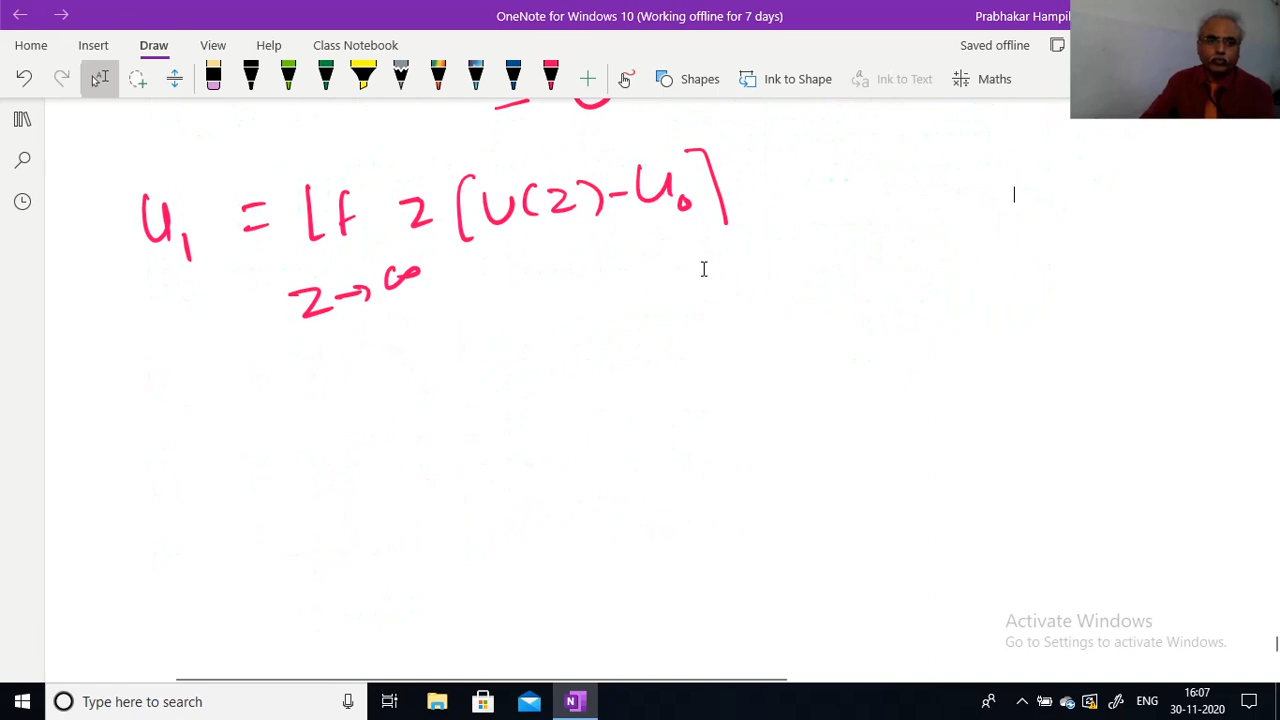 OneNote for Windows 10 (Working offline for 7 days)
Prabhakar Hampil
Home Insert Draw View Help Class Notebook
Saved offline
Shapes Ink to Shape Ink to Text Maths
U₁ = Lt z [U(z) - U₀]
z → ∞
Activate Windows
Go to Settings to activate Windows.
Type here to search
ENG
16:07
30-11-2020